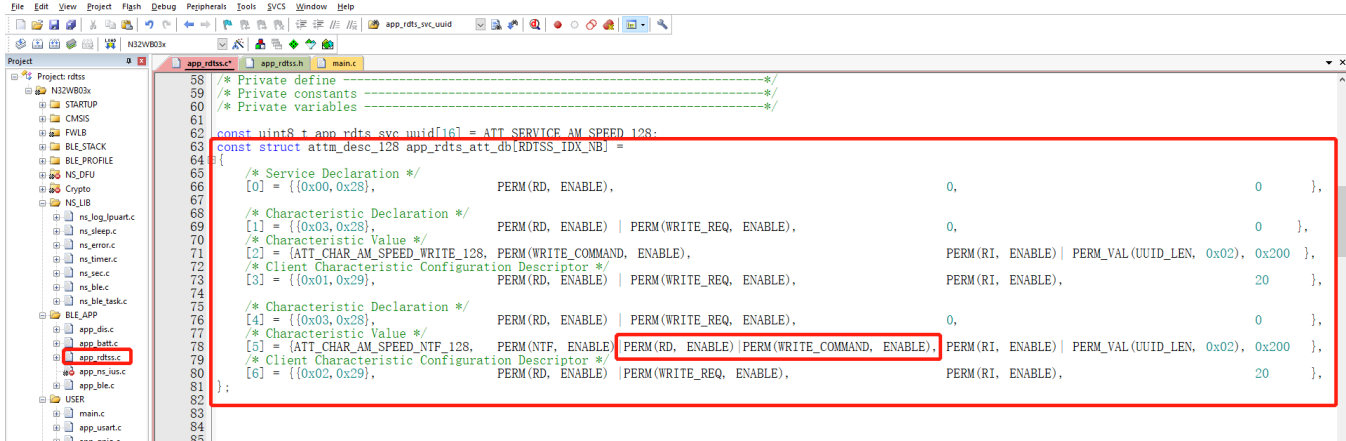 File Edit View Project Flash Debug Peripherals Tools SVCS Window Help
app_rdts_svc_uuid
LOAD N32WB03x
Project
app_rdtss.c* app_rdtss.h main.c
Project: rdtss
N32WB03x
STARTUP
CMSIS
FWLB
BLE_STACK
BLE_PROFILE
NS_DFU
Crypto
NS_LIB
ns_log_lpuart.c
ns_sleep.c
ns_error.c
ns_timer.c
ns_sec.c
ns_ble.c
ns_ble_task.c
BLE_APP
app_dis.c
app_batt.c
app_rdtss.c
app_ns_ius.c
app_ble.c
USER
main.c
app_usart.c
58 /* Private define ------------------------------------------------------------*/
59 /* Private constants ---------------------------------------------------------*/
60 /* Private variables ---------------------------------------------------------*/
61
62 const uint8_t app_rdts_svc_uuid[16] = ATT_SERVICE_AM_SPEED_128;
63 const struct attm_desc_128 app_rdts_att_db[RDTSS_IDX_NB] =
64 {
65 /* Service Declaration */
66 [0] = {{0x00,0x28}, PERM(RD, ENABLE), 0, 0 },
67
68 /* Characteristic Declaration */
69 [1] = {{0x03,0x28}, PERM(RD, ENABLE) | PERM(WRITE_REQ, ENABLE), 0, 0 },
70 /* Characteristic Value */
71 [2] = {ATT_CHAR_AM_SPEED_WRITE_128, PERM(WRITE_COMMAND, ENABLE), PERM(RI, ENABLE)| PERM_VAL(UUID_LEN, 0x02), 0x200 },
72 /* Client Characteristic Configuration Descriptor */
73 [3] = {{0x01,0x29}, PERM(RD, ENABLE) | PERM(WRITE_REQ, ENABLE), PERM(RI, ENABLE), 20 },
74
75 /* Characteristic Declaration */
76 [4] = {{0x03,0x28}, PERM(RD, ENABLE) | PERM(WRITE_REQ, ENABLE), 0, 0 },
77 /* Characteristic Value */
78 [5] = {ATT_CHAR_AM_SPEED_NTF_128, PERM(NTF, ENABLE)|PERM(RD, ENABLE)|PERM(WRITE_COMMAND, ENABLE), PERM(RI, ENABLE)| PERM_VAL(UUID_LEN, 0x02), 0x200 },
79 /* Client Characteristic Configuration Descriptor */
80 [6] = {{0x02,0x29}, PERM(RD, ENABLE) |PERM(WRITE_REQ, ENABLE), PERM(RI, ENABLE), 20 },
81 };
82
83
84